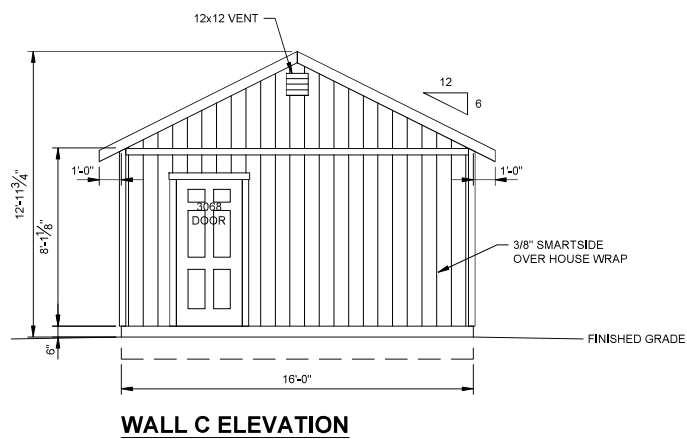 12x12 VENT
12
6
1'-0"
1'-0"
12'-11¾"
8'-1⅛"
3068
DOOR
3/8" SMARTSIDE
OVER HOUSE WRAP
6"
FINISHED GRADE
16'-0"
WALL C ELEVATION